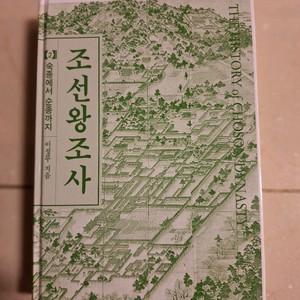 조선왕조사
【2】 숙종에서 순종까지
이성무 지음
THE HISTORY of CHOSON DYNASTY